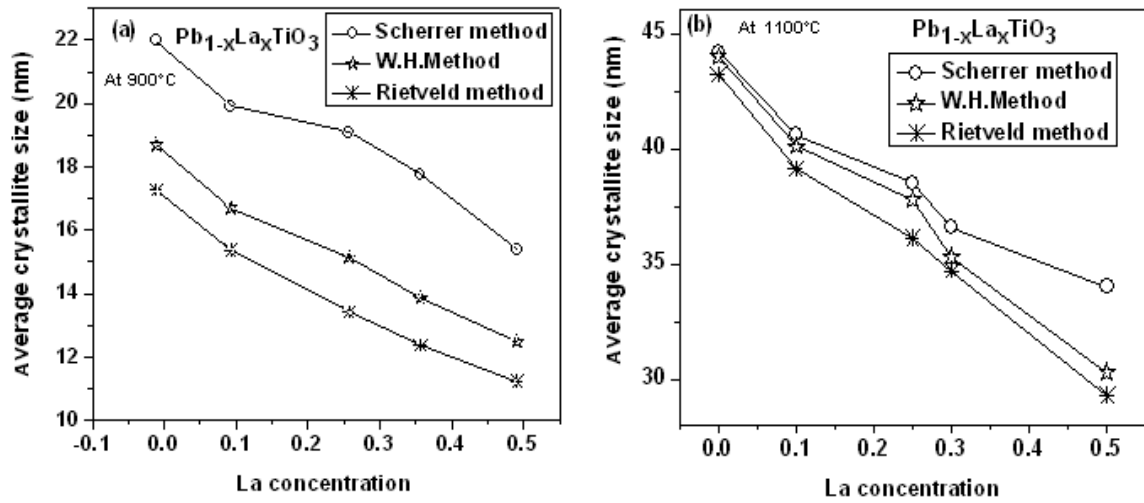 (a)
Pb1-xLaxTiO3
At 900°C
Scherrer method
W.H.Method
Rietveld method
Average crystallite size (nm)
22
20
18
16
14
12
10
-0.1
0.0
0.1
0.2
0.3
0.4
0.5
La concentration
(b)
At 1100°C
Pb1-xLaxTiO3
Scherrer method
W.H.Method
Rietveld method
Average crystallite size (nm)
45
40
35
30
0.0
0.1
0.2
0.3
0.4
0.5
La concentration